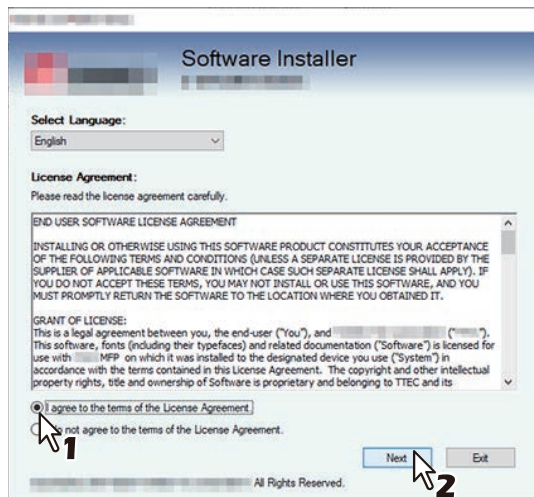 Software Installer
Select Language:
English
License Agreement:
Please read the license agreement carefully.
END USER SOFTWARE LICENSE AGREEMENT
INSTALLING OR OTHERWISE USING THIS SOFTWARE PRODUCT CONSTITUTES YOUR ACCEPTANCE
OF THE FOLLOWING TERMS AND CONDITIONS (UNLESS A SEPARATE LICENSE IS PROVIDED BY THE
SUPPLIER OF APPLICABLE SOFTWARE IN WHICH CASE SUCH SEPARATE LICENSE SHALL APPLY). IF
YOU DO NOT ACCEPT THESE TERMS, YOU MAY NOT INSTALL OR USE THIS SOFTWARE, AND YOU
MUST PROMPTLY RETURN THE SOFTWARE TO THE LOCATION WHERE YOU OBTAINED IT.
GRANT OF LICENSE:
This is a legal agreement between you, the end-user ("You"), and (" ").
This software, fonts (including their typefaces) and related documentation ("Software") is licensed for
use with MFP on which it was installed to the designated device you use ("System") in
accordance with the terms contained in this License Agreement. The copyright and other intellectual
property rights, title and ownership of Software is proprietary and belonging to TTEC and its
I agree to the terms of the License Agreement.
not agree to the terms of the License Agreement.
1
Next
Exit
2
All Rights Reserved.